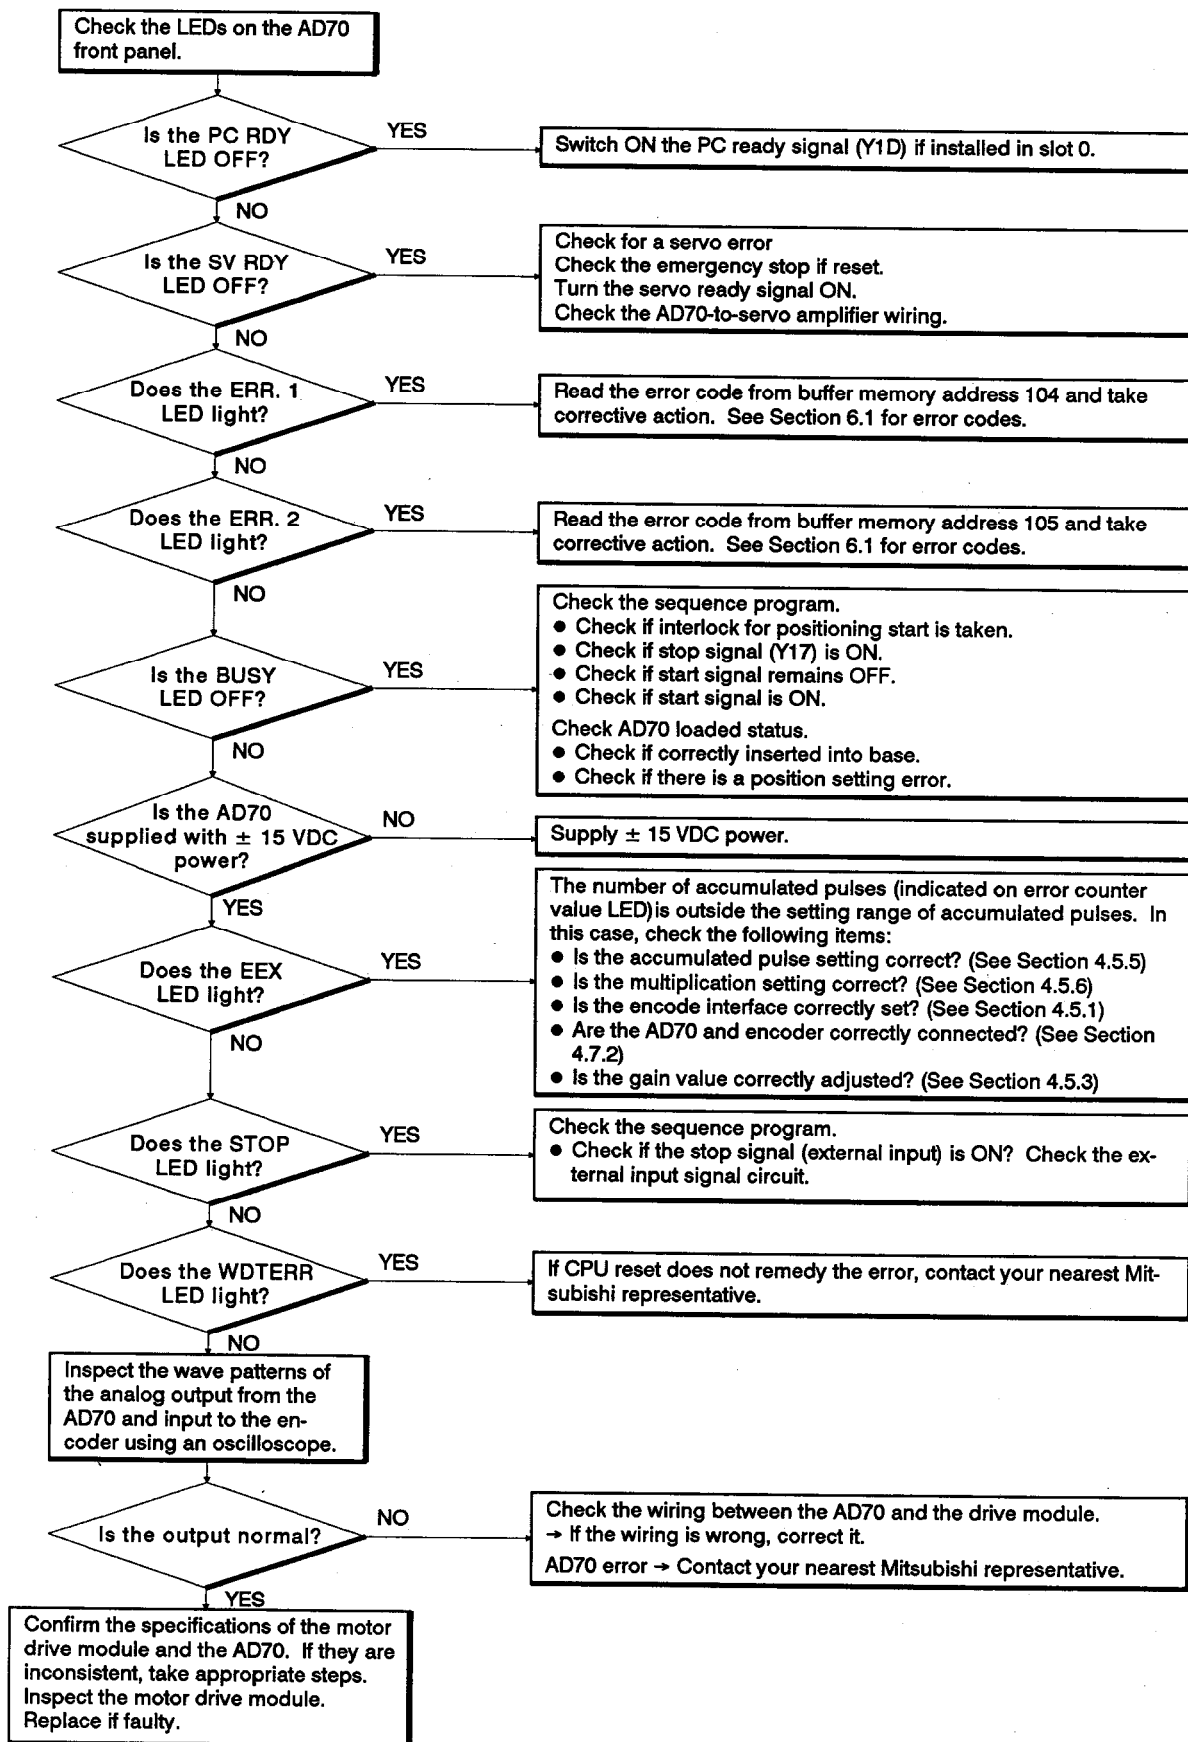 Check the LEDs on the AD70
front panel.
Is the PC RDY
LED OFF?
YES
Switch ON the PC ready signal (Y1D) if installed in slot 0.
NO
Is the SV RDY
LED OFF?
YES
Check for a servo error
Check the emergency stop if reset.
Turn the servo ready signal ON.
Check the AD70-to-servo amplifier wiring.
NO
Does the ERR. 1
LED light?
YES
Read the error code from buffer memory address 104 and take
corrective action. See Section 6.1 for error codes.
NO
Does the ERR. 2
LED light?
YES
Read the error code from buffer memory address 105 and take
corrective action. See Section 6.1 for error codes.
NO
Is the BUSY
LED OFF?
YES
Check the sequence program.
● Check if interlock for positioning start is taken.
● Check if stop signal (Y17) is ON.
● Check if start signal remains OFF.
● Check if start signal is ON.
Check AD70 loaded status.
● Check if correctly inserted into base.
● Check if there is a position setting error.
NO
Is the AD70
supplied with ± 15 VDC
power?
NO
Supply ± 15 VDC power.
YES
Does the EEX
LED light?
YES
The number of accumulated pulses (indicated on error counter
value LED) is outside the setting range of accumulated pulses. In
this case, check the following items:
● Is the accumulated pulse setting correct? (See Section 4.5.5)
● Is the multiplication setting correct? (See Section 4.5.6)
● Is the encode interface correctly set? (See Section 4.5.1)
● Are the AD70 and encoder correctly connected? (See Section
4.7.2)
● Is the gain value correctly adjusted? (See Section 4.5.3)
NO
Does the STOP
LED light?
YES
Check the sequence program.
● Check if the stop signal (external input) is ON? Check the ex-
ternal input signal circuit.
NO
Does the WDTERR
LED light?
YES
If CPU reset does not remedy the error, contact your nearest Mit-
subishi representative.
NO
Inspect the wave patterns of
the analog output from the
AD70 and input to the en-
coder using an oscilloscope.
Is the output normal?
NO
Check the wiring between the AD70 and the drive module.
→ If the wiring is wrong, correct it.
AD70 error → Contact your nearest Mitsubishi representative.
YES
Confirm the specifications of the motor
drive module and the AD70. If they are
inconsistent, take appropriate steps.
Inspect the motor drive module.
Replace if faulty.